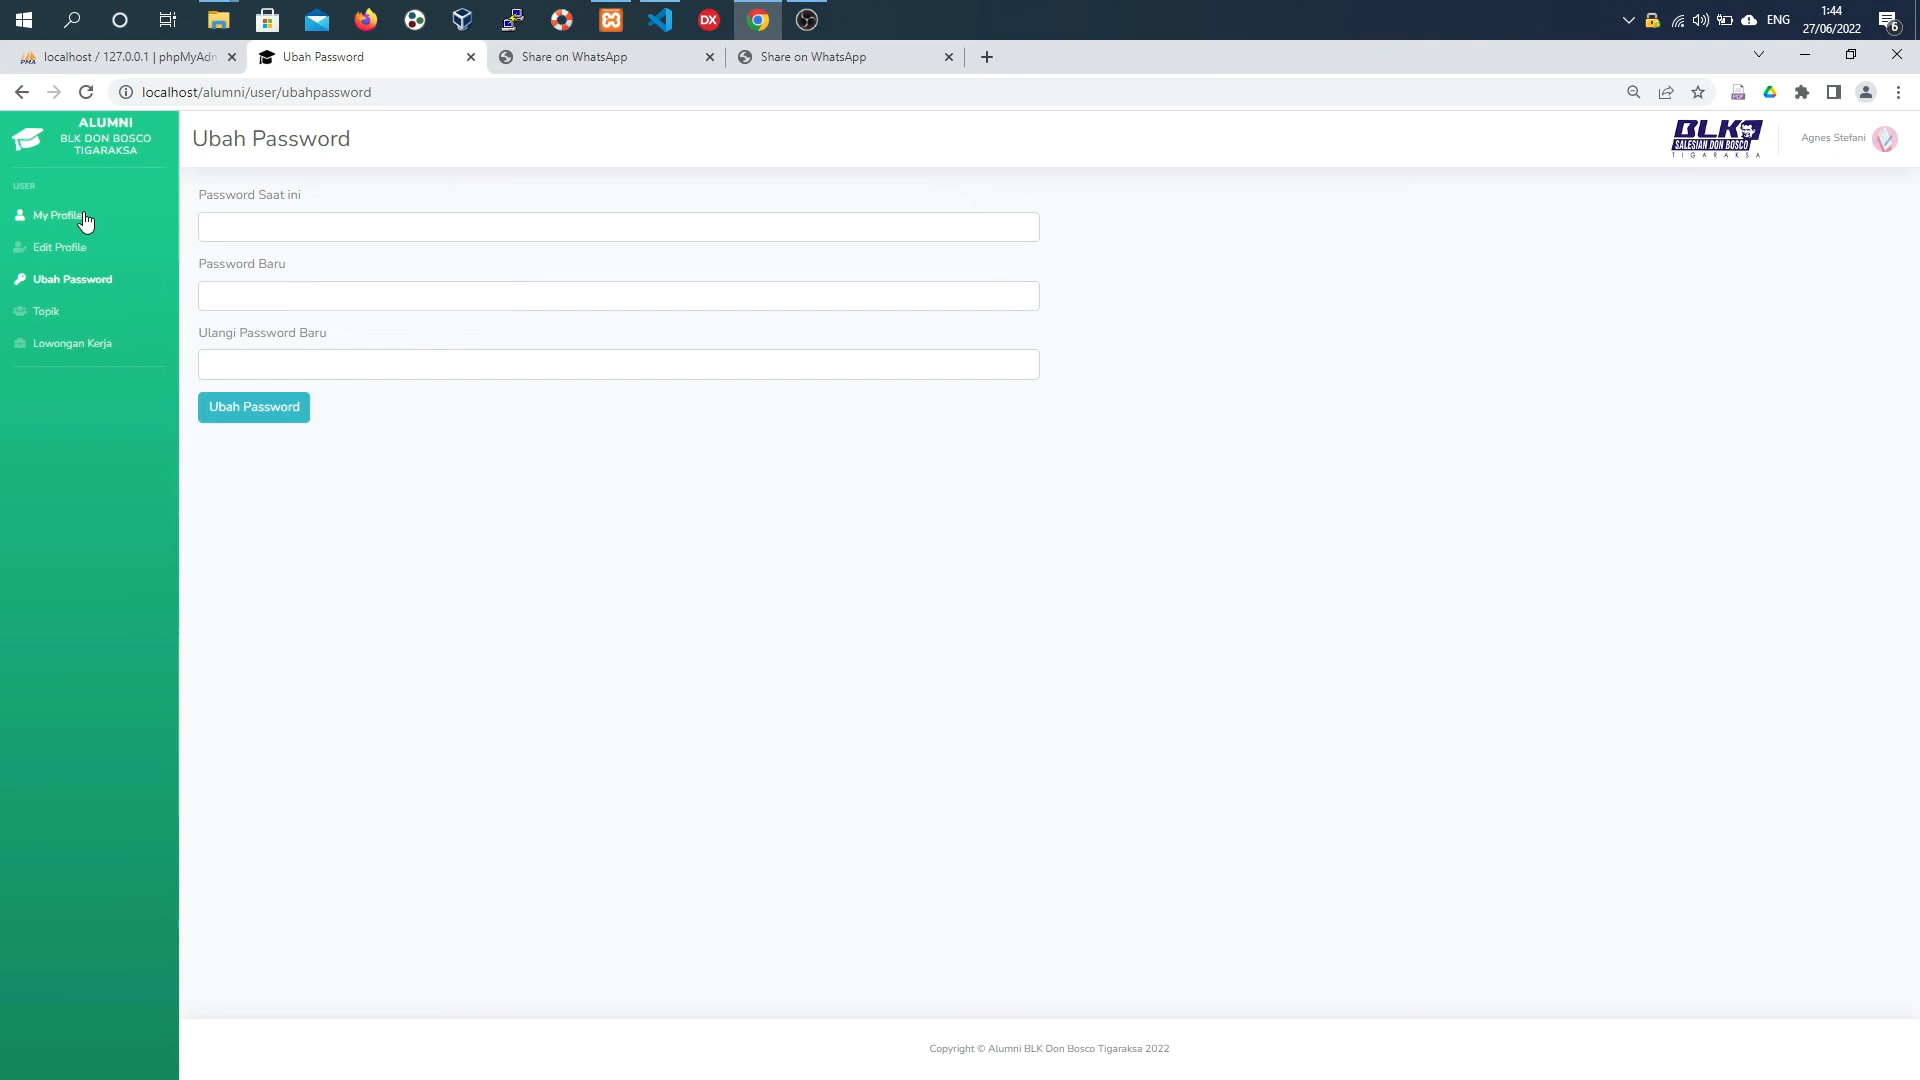 ENG
1:44
27/06/2022
6
localhost / 127.0.0.1 | phpMyAdm
Ubah Password
Share on WhatsApp
Share on WhatsApp
localhost/alumni/user/ubahpassword
ALUMNI
BLK DON BOSCO
TIGARAKSA
Ubah Password
BLK
SALESIAN DON BOSCO
TIGARAKSA
Agnes Stefani
USER
My Profile
Edit Profile
Ubah Password
Topik
Lowongan Kerja
Password Saat ini
Password Baru
Ulangi Password Baru
Ubah Password
Copyright © Alumni BLK Don Bosco Tigaraksa 2022